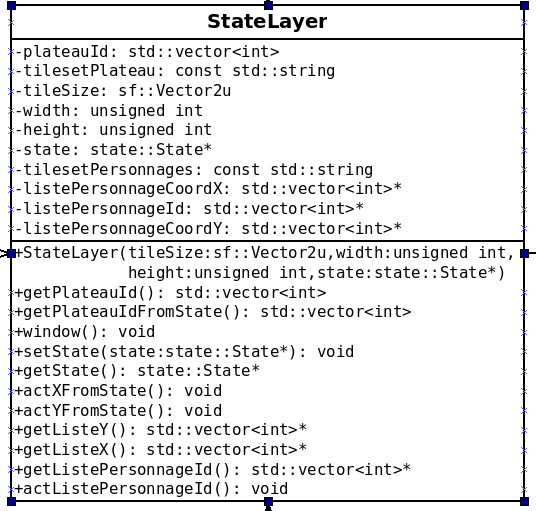 StateLayer
-plateauId: std::vector<int>
-tilesetPlateau: const std::string
-tileSize: sf::Vector2u
-width: unsigned int
-height: unsigned int
-state: state::State*
-tilesetPersonnages: const std::string
-listePersonnageCoordX: std::vector<int>*
-listePersonnageId: std::vector<int>*
-listePersonnageCoordY: std::vector<int>*
+StateLayer(tileSize:sf::Vector2u,width:unsigned int,
height:unsigned int,state:state::State*)
+getPlateauId(): std::vector<int>
+getPlateauIdFromState(): std::vector<int>
+window(): void
+setState(state:state::State*): void
+getState(): state::State*
+actXFromState(): void
+actYFromState(): void
+getListeY(): std::vector<int>*
+getListeX(): std::vector<int>*
+getListePersonnageId(): std::vector<int>*
+actListePersonnageId(): void